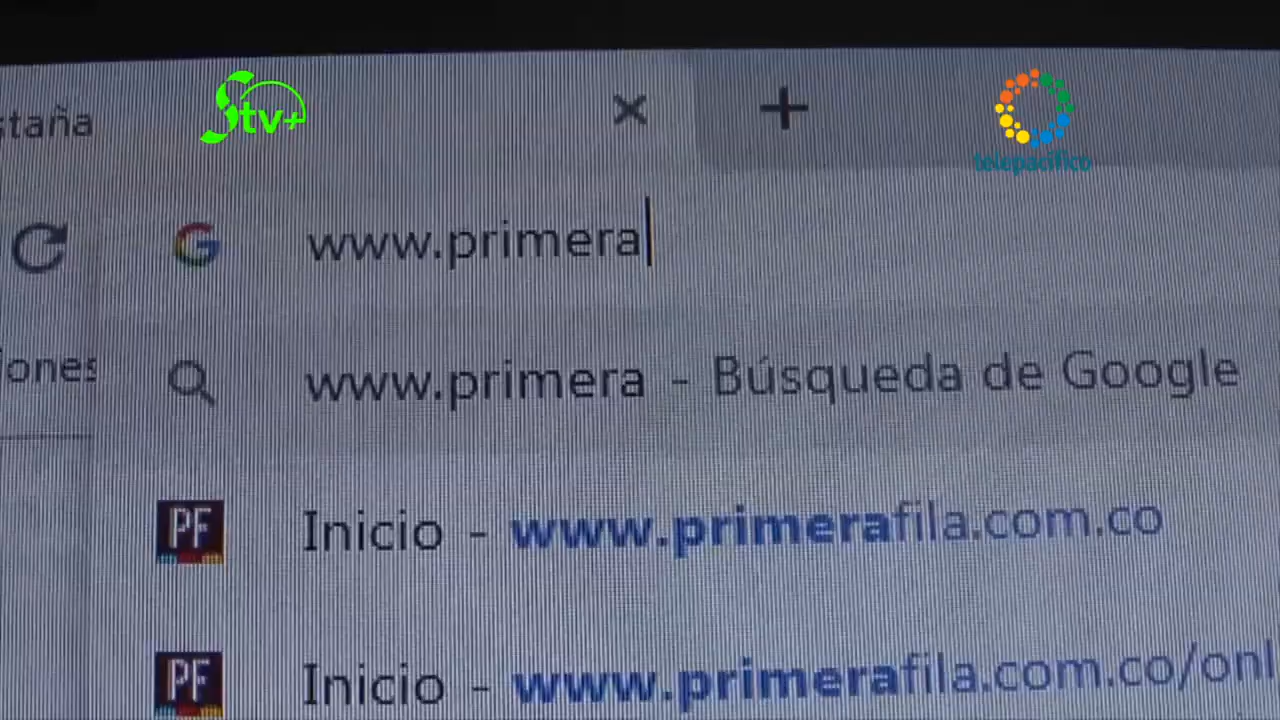 staña
Stv+
telepacífico
www.primera
iones
www.primera - Búsqueda de Google
PF
Inicio - www.primerafila.com.co
PF
Inicio - www.primerafila.com.co/onl